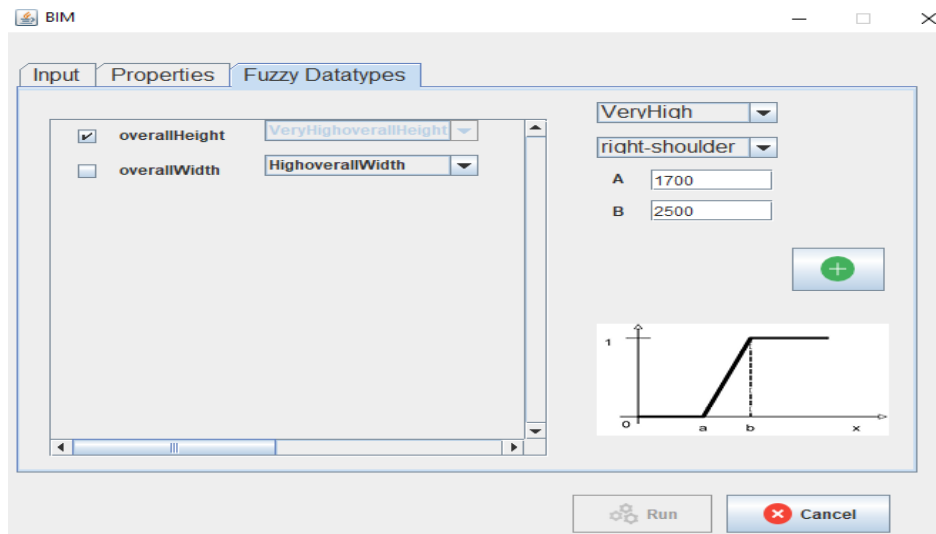 BIM
Input Properties Fuzzy Datatypes
overallHeight VeryHighoverallHeight
overallWidth HighoverallWidth
VeryHigh
right-shoulder
A 1700
B 2500
1
0 a b x
Run Cancel